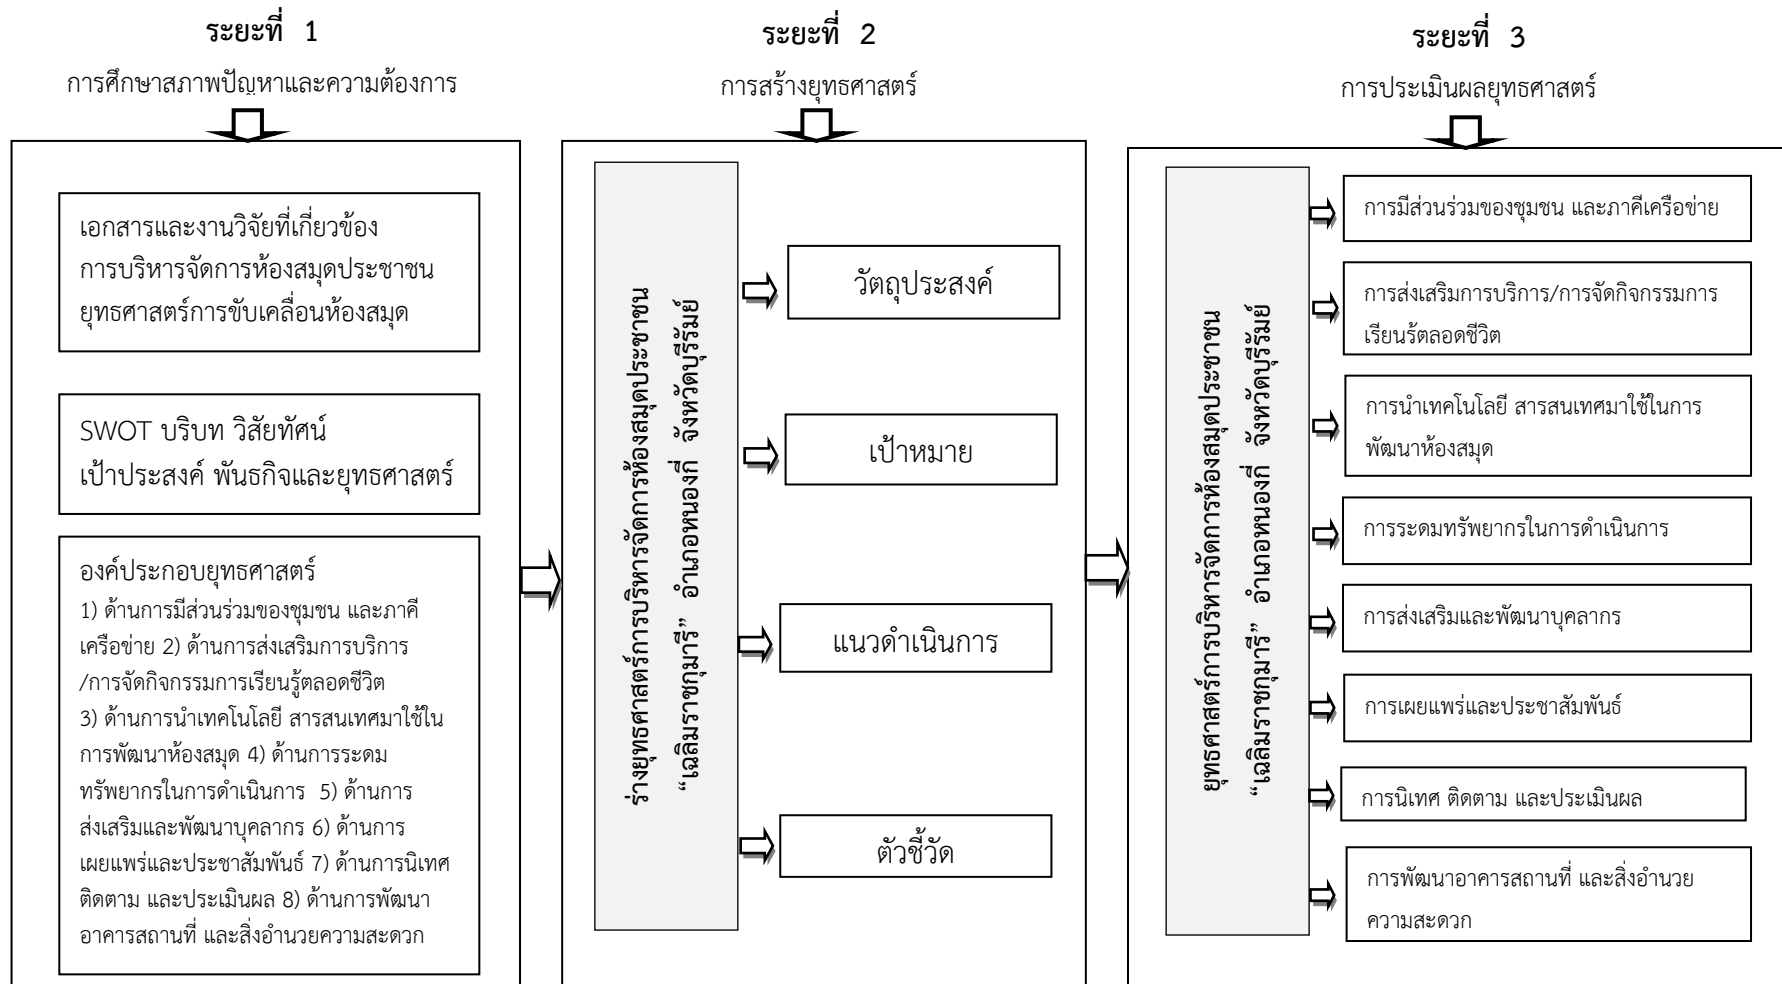 ระยะที่ 1
การศึกษาสภาพปัญหาและความต้องการ
เอกสารและงานวิจัยที่เกี่ยวข้อง
การบริหารจัดการห้องสมุดประชาชน
ยุทธศาสตร์การขับเคลื่อนห้องสมุด
SWOT บริบท วิสัยทัศน์
เป้าประสงค์ พันธกิจและยุทธศาสตร์
องค์ประกอบยุทธศาสตร์
1) ด้านการมีส่วนร่วมของชุมชน และภาคี
เครือข่าย 2) ด้านการส่งเสริมการบริการ
/การจัดกิจกรรมการเรียนรู้ตลอดชีวิต
3) ด้านการนำเทคโนโลยี สารสนเทศมาใช้ใน
การพัฒนาห้องสมุด 4) ด้านการระดม
ทรัพยากรในการดำเนินการ 5) ด้านการ
ส่งเสริมและพัฒนาบุคลากร 6) ด้านการ
เผยแพร่และประชาสัมพันธ์ 7) ด้านการนิเทศ
ติดตาม และประเมินผล 8) ด้านการพัฒนา
อาคารสถานที่ และสิ่งอำนวยความสะดวก
ระยะที่ 2
การสร้างยุทธศาสตร์
ร่างยุทธศาสตร์การบริหารจัดการห้องสมุดประชาชน
“เฉลิมราชกุมารี” อำเภอหนองกี่ จังหวัดบุรีรัมย์
วัตถุประสงค์
เป้าหมาย
แนวดำเนินการ
ตัวชี้วัด
ระยะที่ 3
การประเมินผลยุทธศาสตร์
ยุทธศาสตร์การบริหารจัดการห้องสมุดประชาชน
“เฉลิมราชกุมารี” อำเภอหนองกี่ จังหวัดบุรีรัมย์
การมีส่วนร่วมของชุมชน และภาคีเครือข่าย
การส่งเสริมการบริการ/การจัดกิจกรรมการ
เรียนรู้ตลอดชีวิต
การนำเทคโนโลยี สารสนเทศมาใช้ในการ
พัฒนาห้องสมุด
การระดมทรัพยากรในการดำเนินการ
การส่งเสริมและพัฒนาบุคลากร
การเผยแพร่และประชาสัมพันธ์
การนิเทศ ติดตาม และประเมินผล
การพัฒนาอาคารสถานที่ และสิ่งอำนวย
ความสะดวก